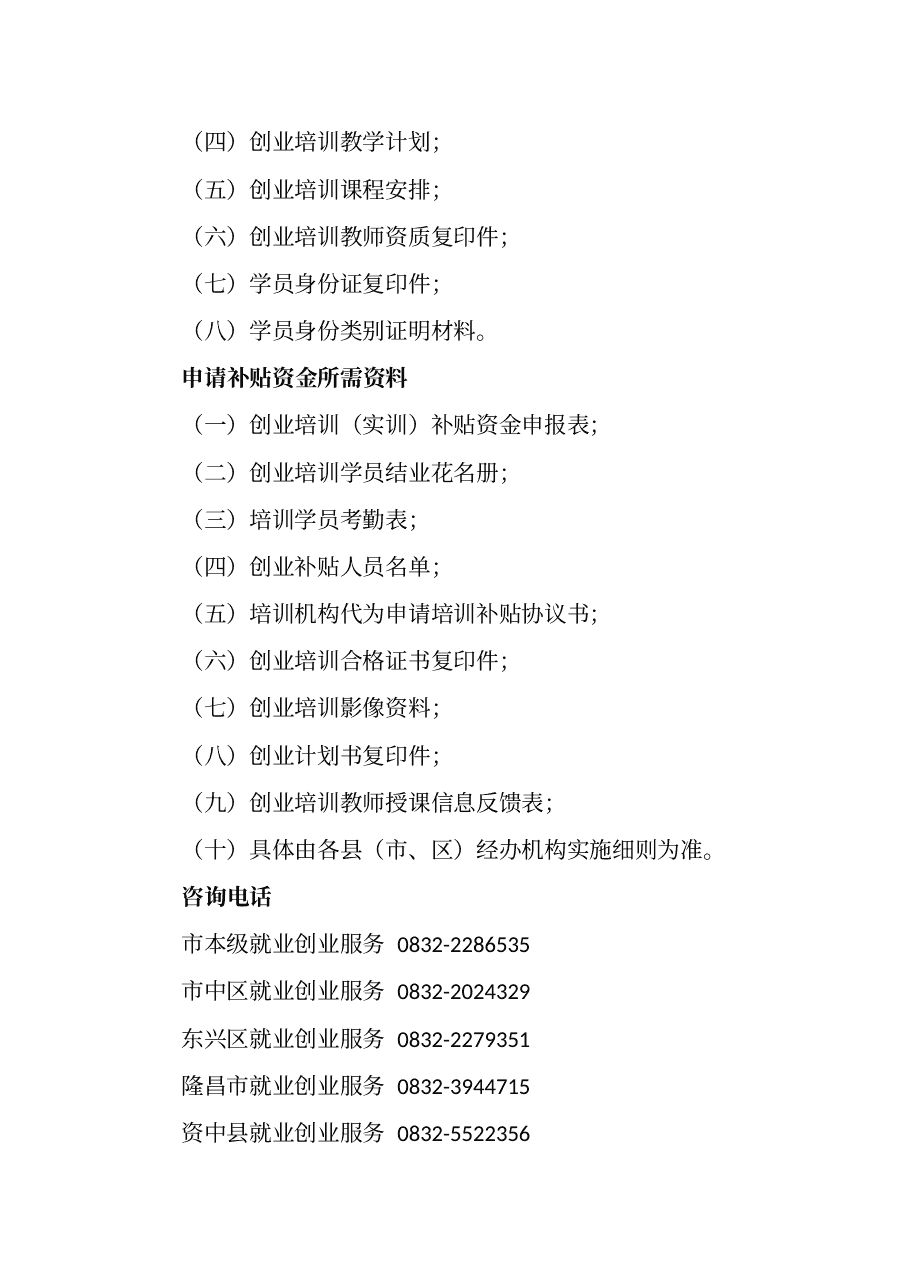 （四）创业培训教学计划；
（五）创业培训课程安排；
（六）创业培训教师资质复印件；
（七）学员身份证复印件；
（八）学员身份类别证明材料。
申请补贴资金所需资料
（一）创业培训（实训）补贴资金申报表；
（二）创业培训学员结业花名册；
（三）培训学员考勤表；
（四）创业补贴人员名单；
（五）培训机构代为申请培训补贴协议书；
（六）创业培训合格证书复印件；
（七）创业培训影像资料；
（八）创业计划书复印件；
（九）创业培训教师授课信息反馈表；
（十）具体由各县（市、区）经办机构实施细则为准。
咨询电话
市本级就业创业服务 0832-2286535
市中区就业创业服务 0832-2024329
东兴区就业创业服务 0832-2279351
隆昌市就业创业服务 0832-3944715
资中县就业创业服务 0832-5522356